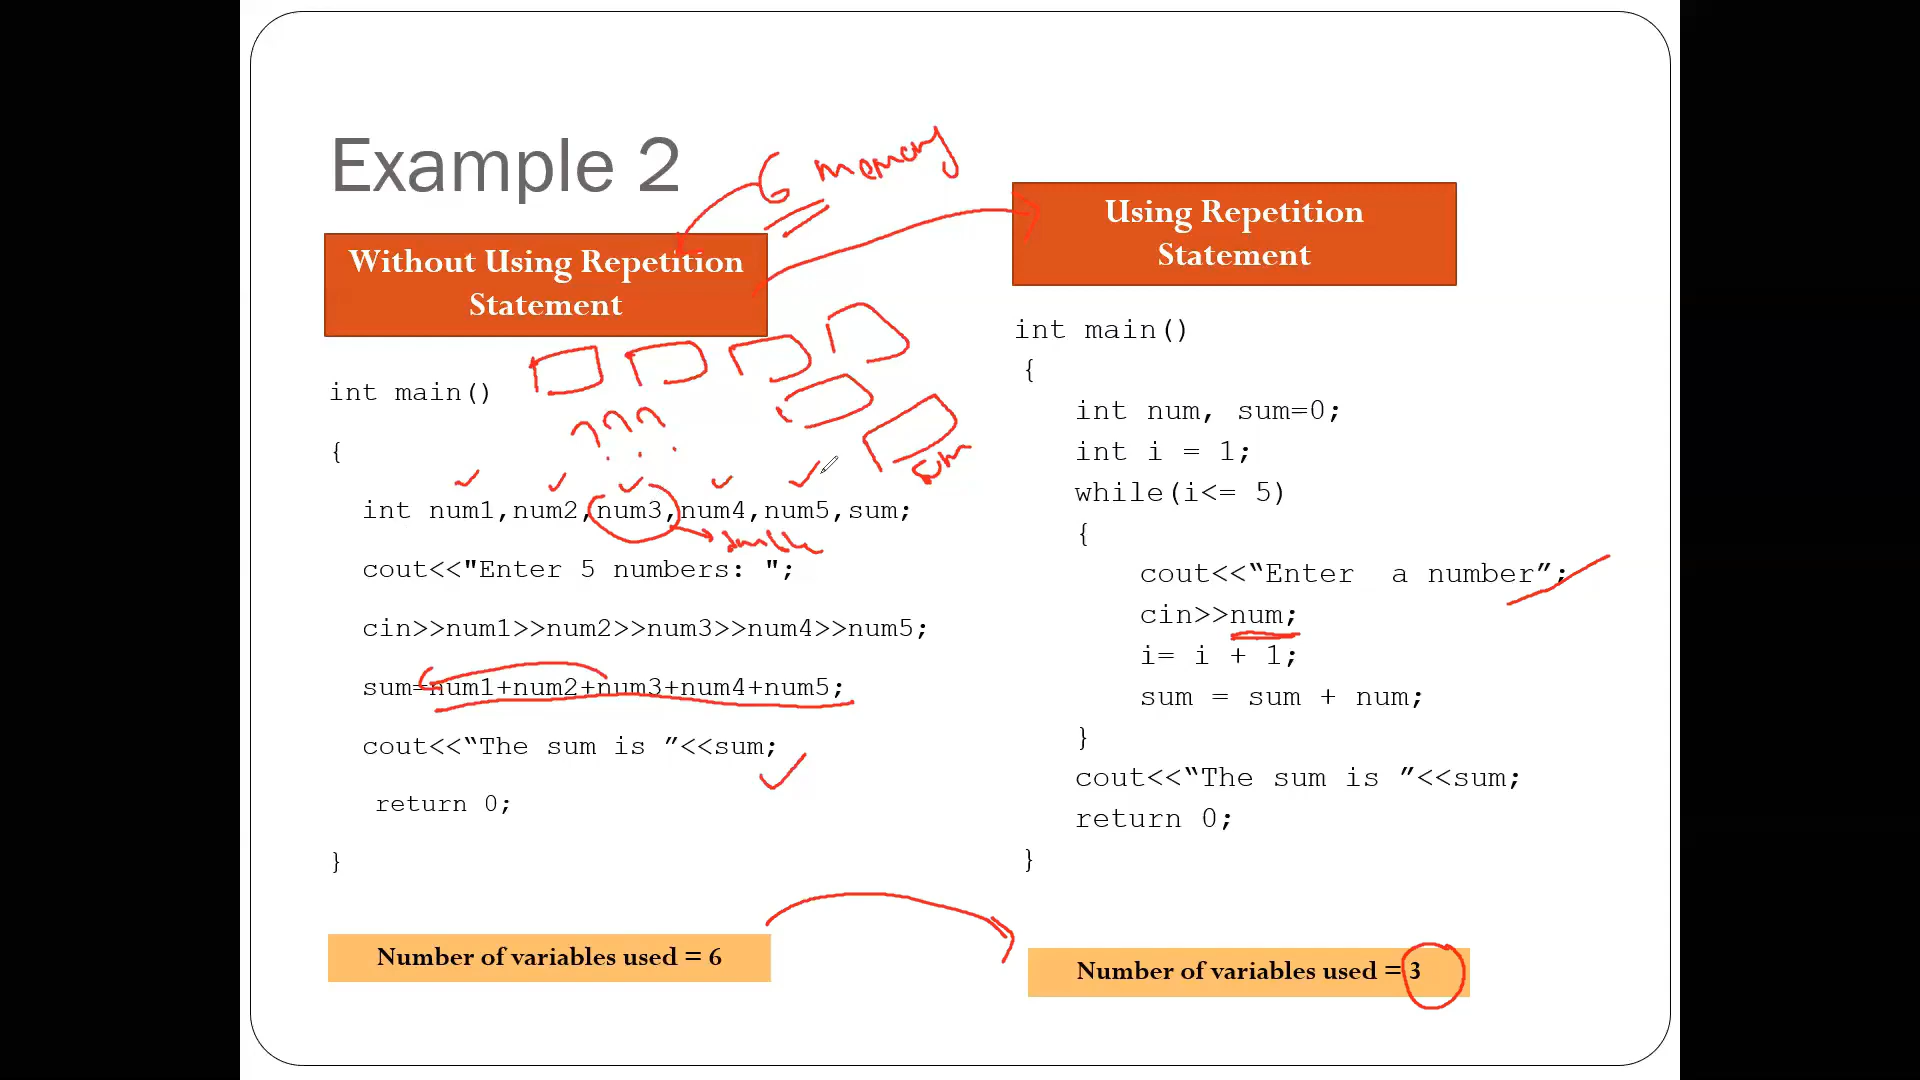 Example 2
6 memory
Without Using Repetition
Statement
int main()
{
???
sum
int num1,num2,num3,num4,num5,sum;
cout<<"Enter 5 numbers: ";
cin>>num1>>num2>>num3>>num4>>num5;
sum=num1+num2+num3+num4+num5;
cout<<“The sum is ”<<sum;
return 0;
}
Number of variables used = 6
Using Repetition
Statement
int main()
{
int num, sum=0;
int i = 1;
while(i<= 5)
{
cout<<“Enter  a number”;
cin>>num;
i= i + 1;
sum = sum + num;
}
cout<<“The sum is ”<<sum;
return 0;
}
Number of variables used = 3